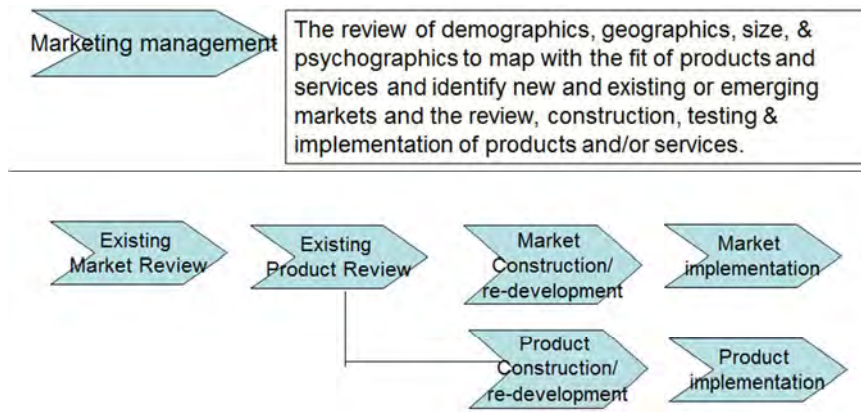 Marketing management
The review of demographics, geographics, size, &
psychographics to map with the fit of products and
services and identify new and existing or emerging
markets and the review, construction, testing &
implementation of products and/or services.
Existing
Market Review
Existing
Product Review
Market
Construction/
re-development
Market
implementation
Product
Construction/
re-development
Product
implementation